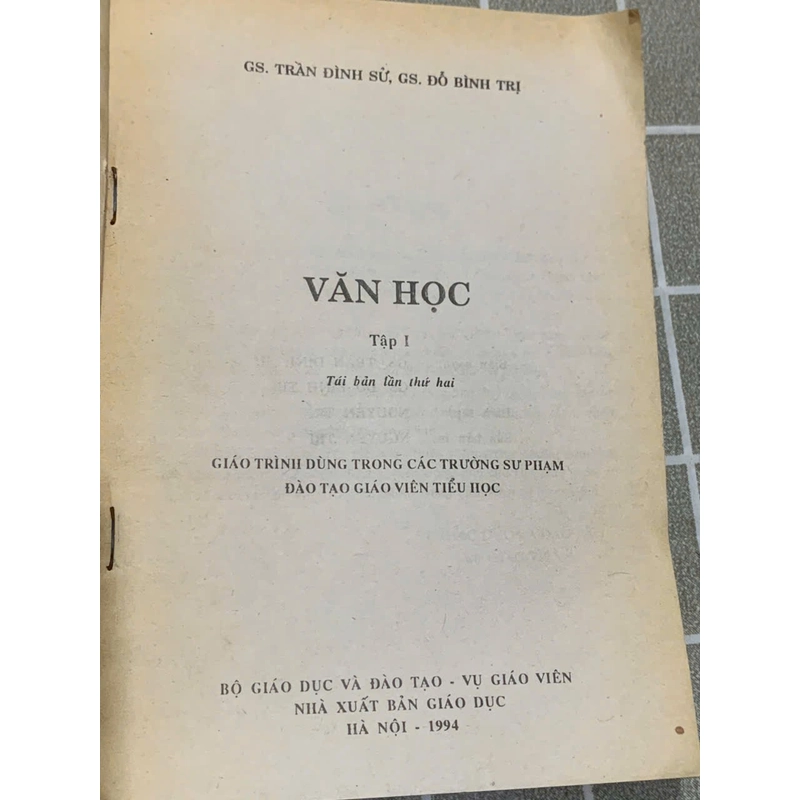 GS. TRẦN ĐÌNH SỬ, GS. ĐỖ BÌNH TRỊ
VĂN HỌC
Tập I
Tái bản lần thứ hai
GIÁO TRÌNH DÙNG TRONG CÁC TRƯỜNG SƯ PHẠM
ĐÀO TẠO GIÁO VIÊN TIỂU HỌC
BỘ GIÁO DỤC VÀ ĐÀO TẠO - VỤ GIÁO VIÊN
NHÀ XUẤT BẢN GIÁO DỤC
HÀ NỘI - 1994